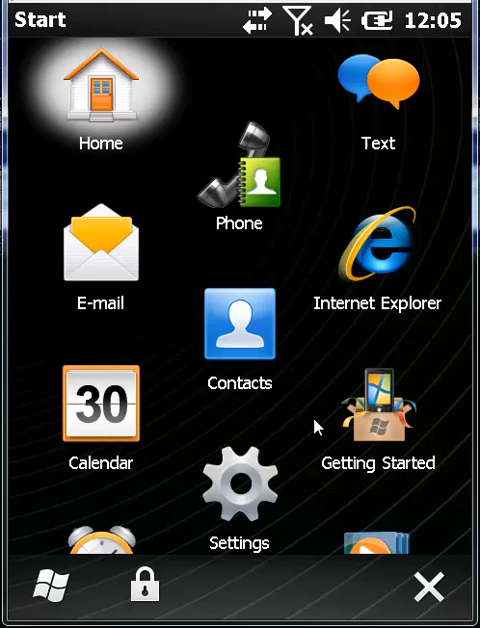 Start 12:05
Home
Text
Phone
E-mail
Internet Explorer
Contacts
30
Calendar
Getting Started
Settings